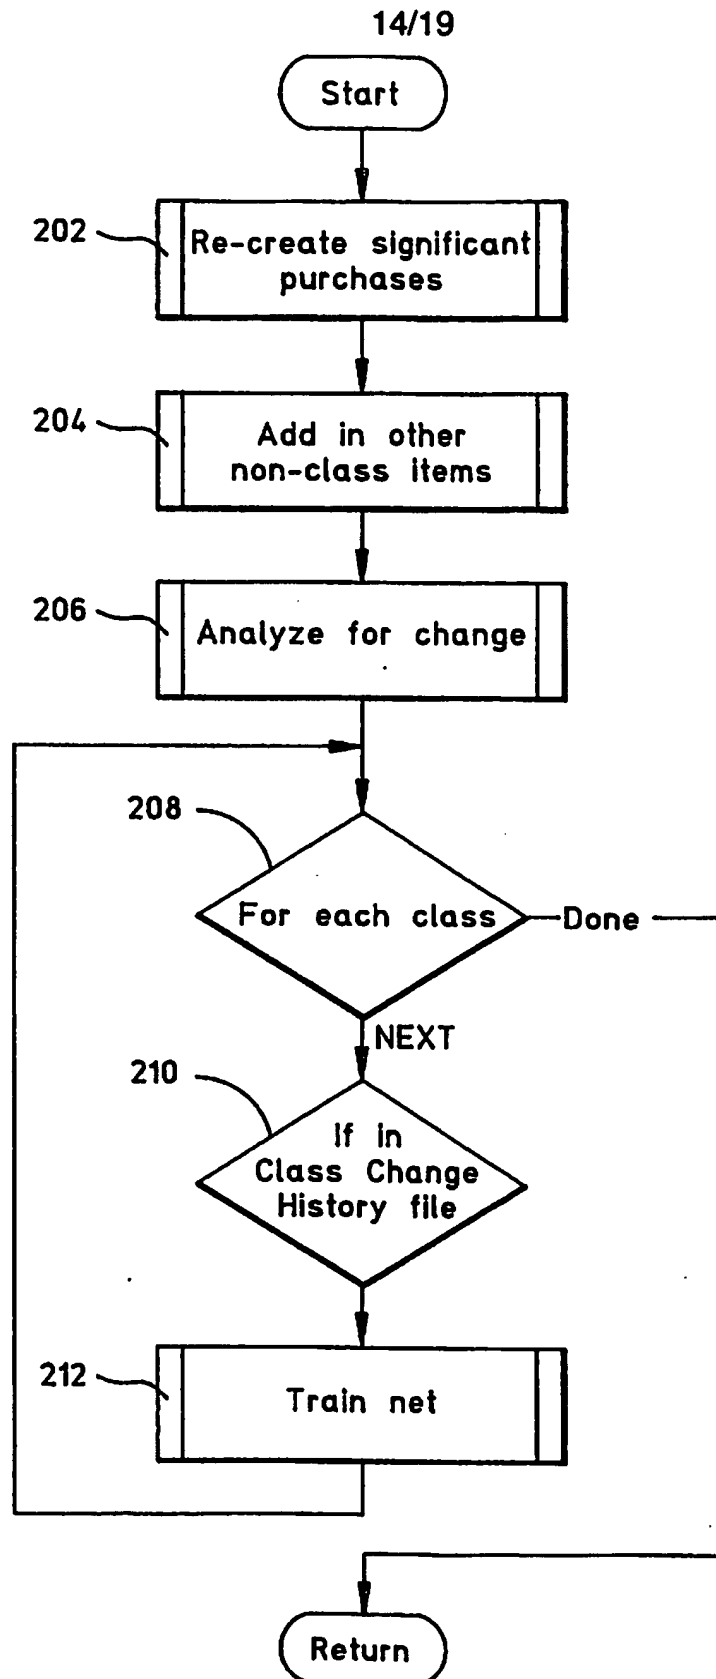 14/19
Start
202
Re-create significant
purchases
204
Add in other
non-class items
206
Analyze for change
208
For each class
Done
NEXT
210
If in
Class Change
History file
212
Train net
Return